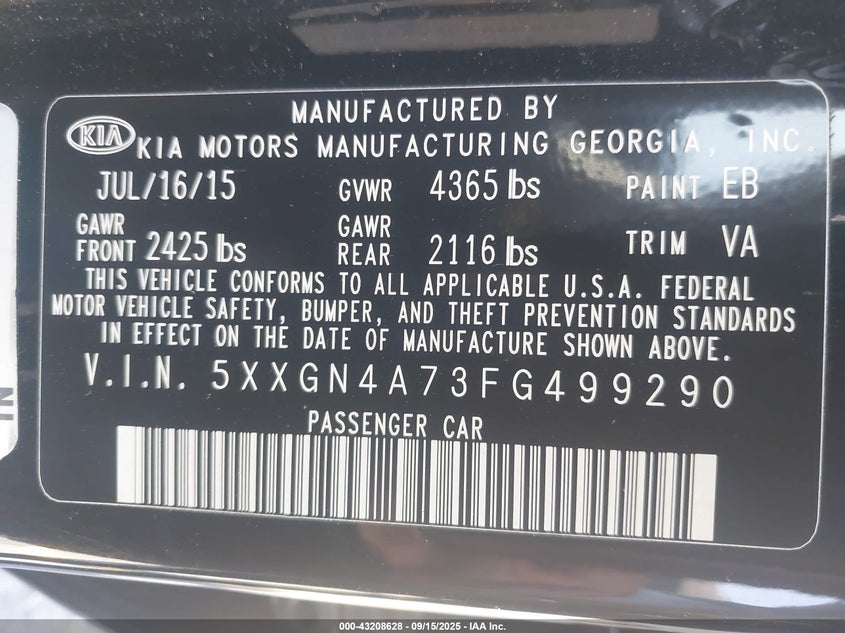 MANUFACTURED BY
KIA KIA MOTORS MANUFACTURING GEORGIA, INC.
JUL/16/15 GVWR 4365 lbs PAINT EB
GAWR FRONT 2425 lbs GAWR REAR 2116 lbs TRIM VA
THIS VEHICLE CONFORMS TO ALL APPLICABLE U.S.A. FEDERAL
MOTOR VEHICLE SAFETY, BUMPER, AND THEFT PREVENTION STANDARDS
IN EFFECT ON THE DATE OF MANUFACTURE SHOWN ABOVE.
V.I.N. 5XXGN4A73FG499290
PASSENGER CAR
000-43208628 - 09/15/2025 - IAA Inc.